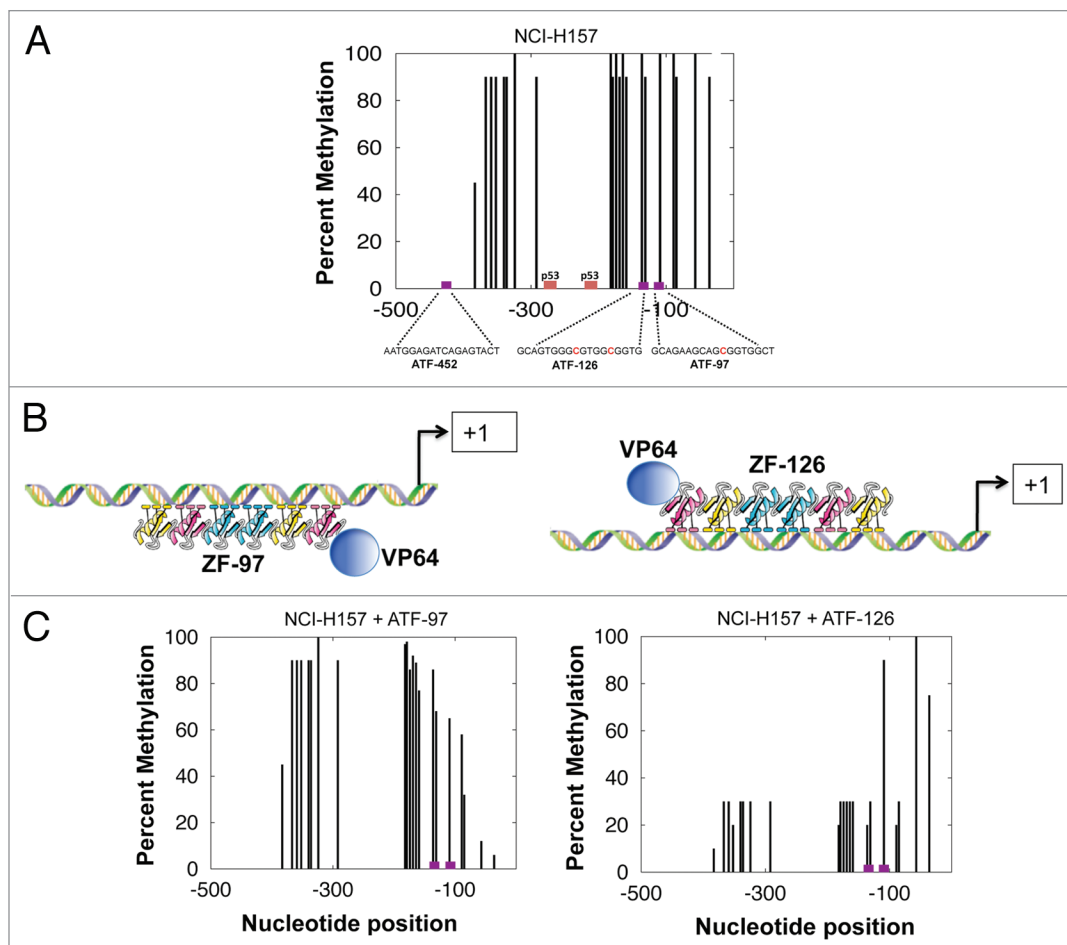 A
NCI-H157
Percent Methylation
100
80
60
40
20
0
p53 p53
-500 -300 -100
AATGGAGATCAGAGTACT GCAGTGGGCGTGGCGGTG GCAGAAGCAGCGGTGGCT
ATF-452 ATF-126 ATF-97
B
+1
ZF-97
VP64
VP64
ZF-126
+1
C
NCI-H157 + ATF-97
Percent Methylation
100
80
60
40
20
0
-500 -300 -100
Nucleotide position
NCI-H157 + ATF-126
Percent Methylation
100
80
60
40
20
0
-500 -300 -100
Nucleotide position